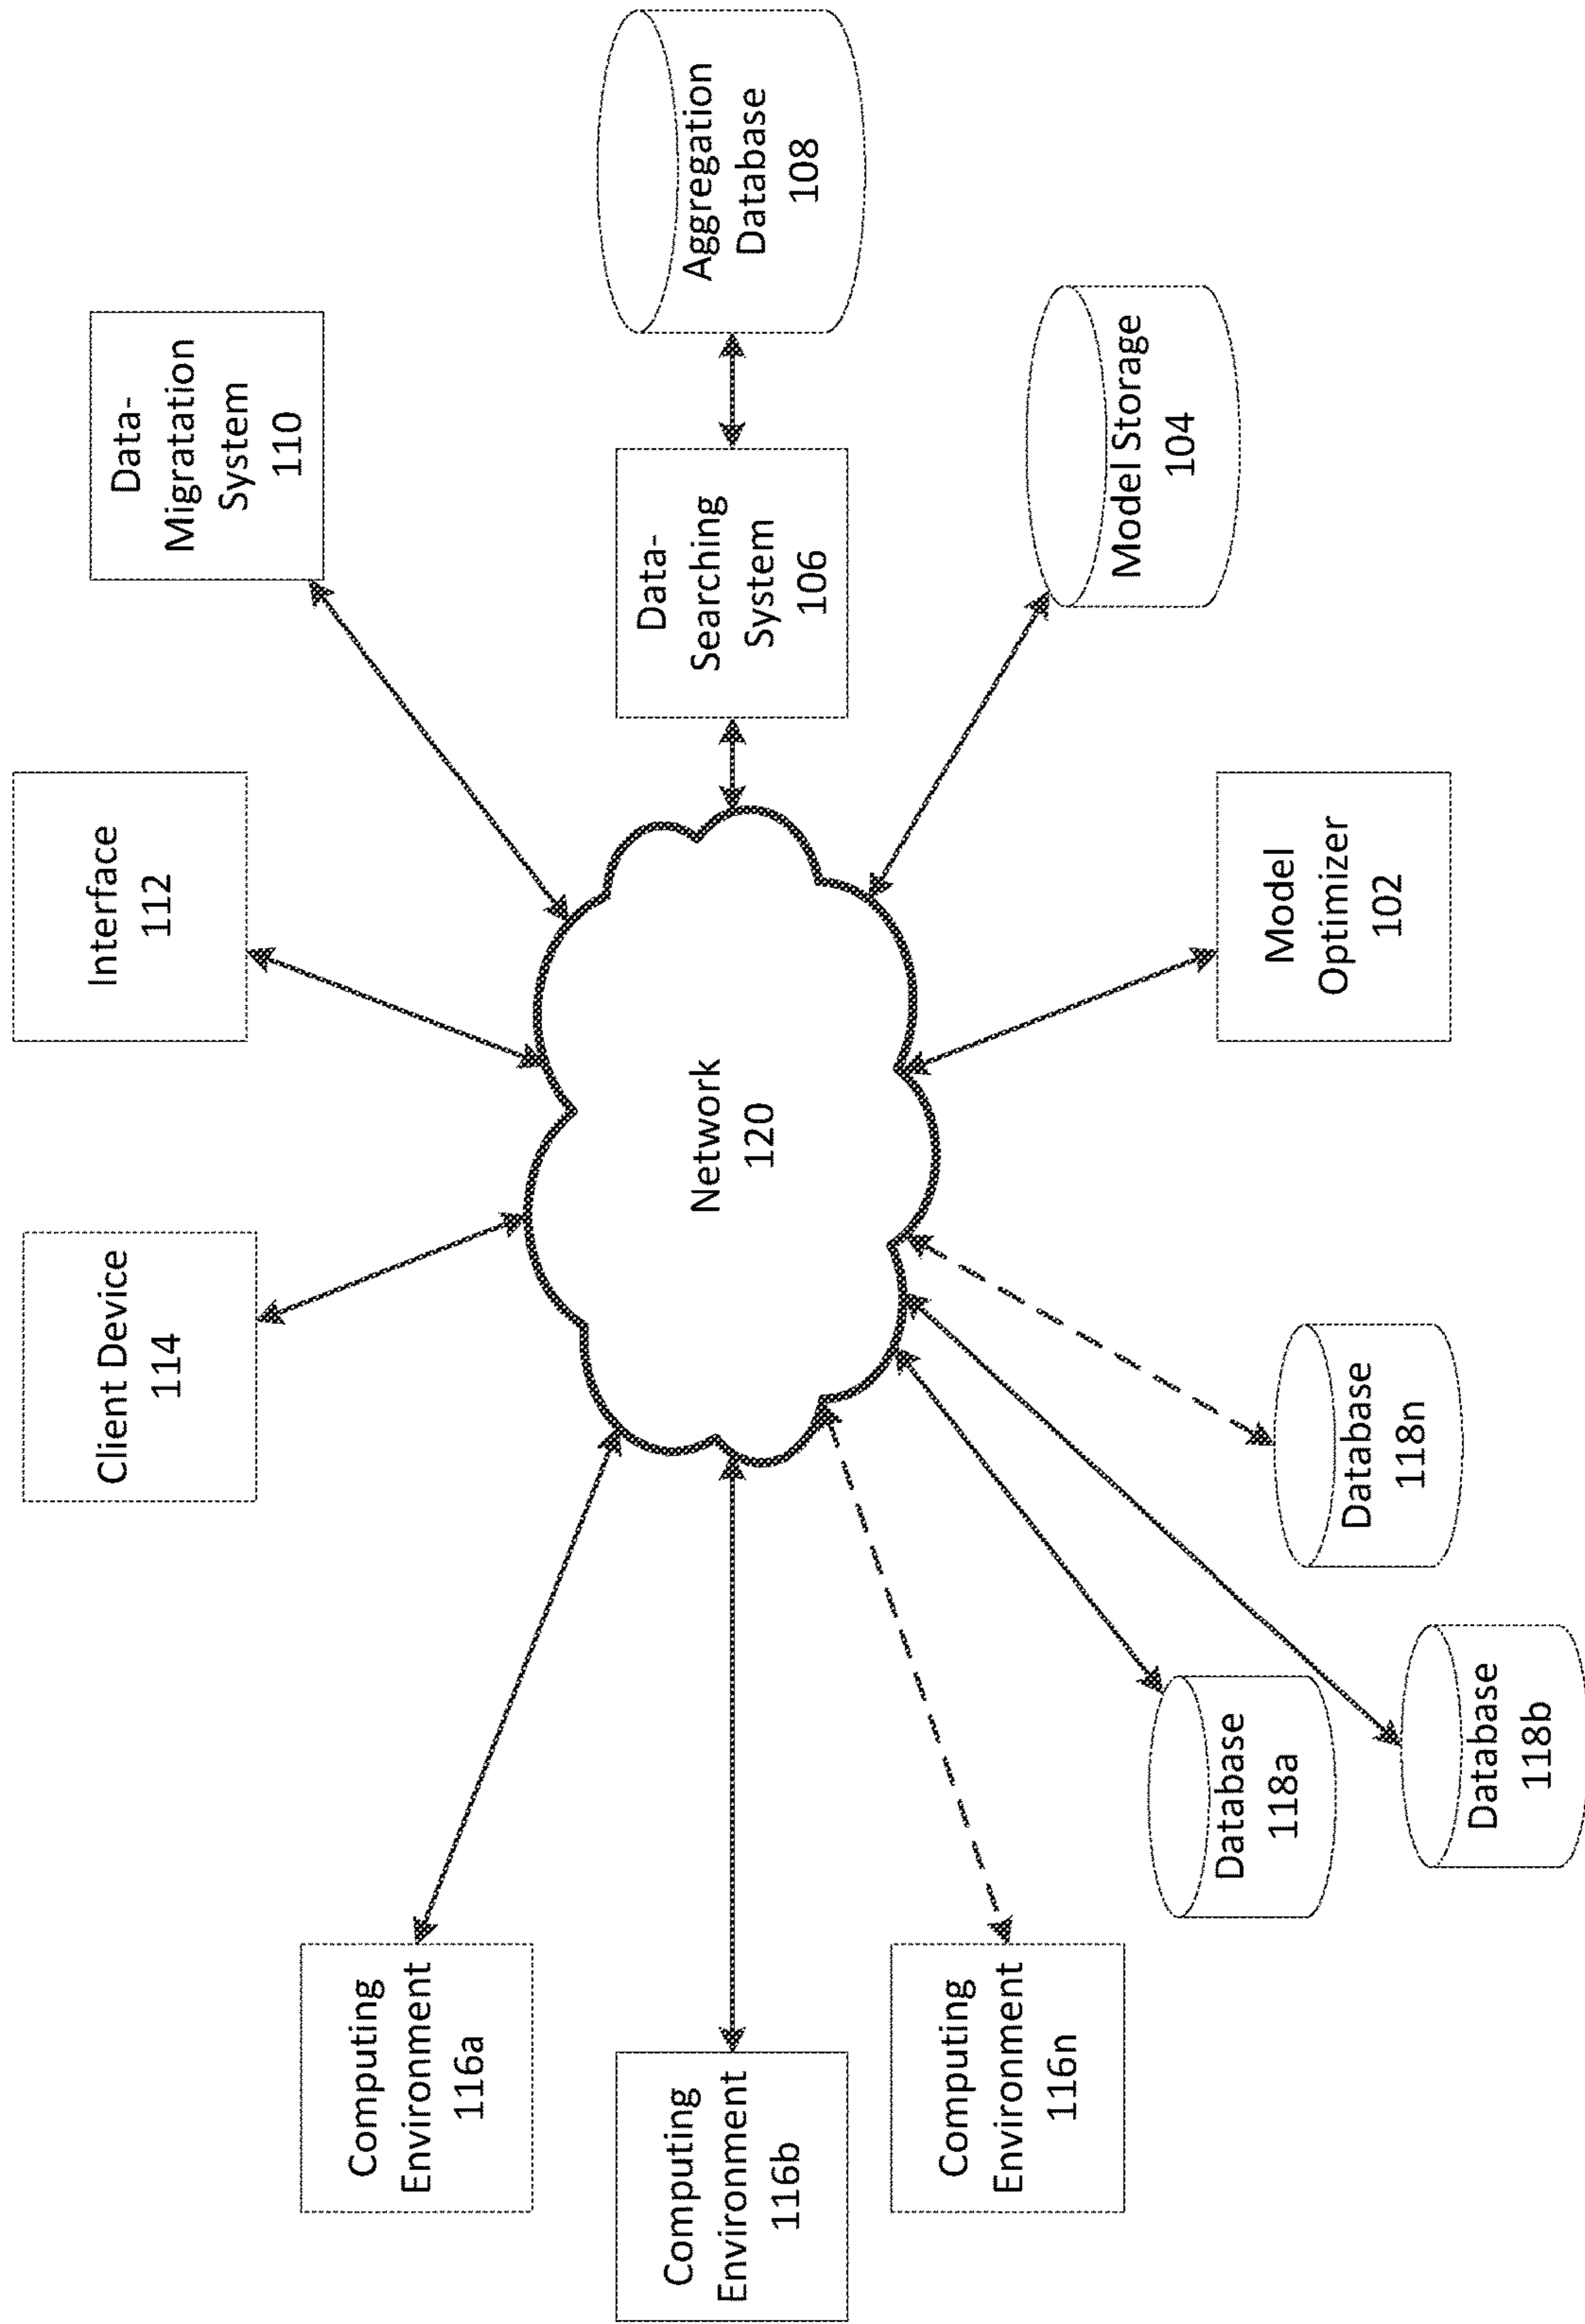 Client Device
114
Interface
112
Data-
Migratation
System
110
Computing
Environment
116a
Computing
Environment
116b
Network
120
Data-
Searching
System
106
Aggregation
Database
108
Computing
Environment
116n
Model Storage
104
Database
118a
Database
118b
Database
118n
Model
Optimizer
102